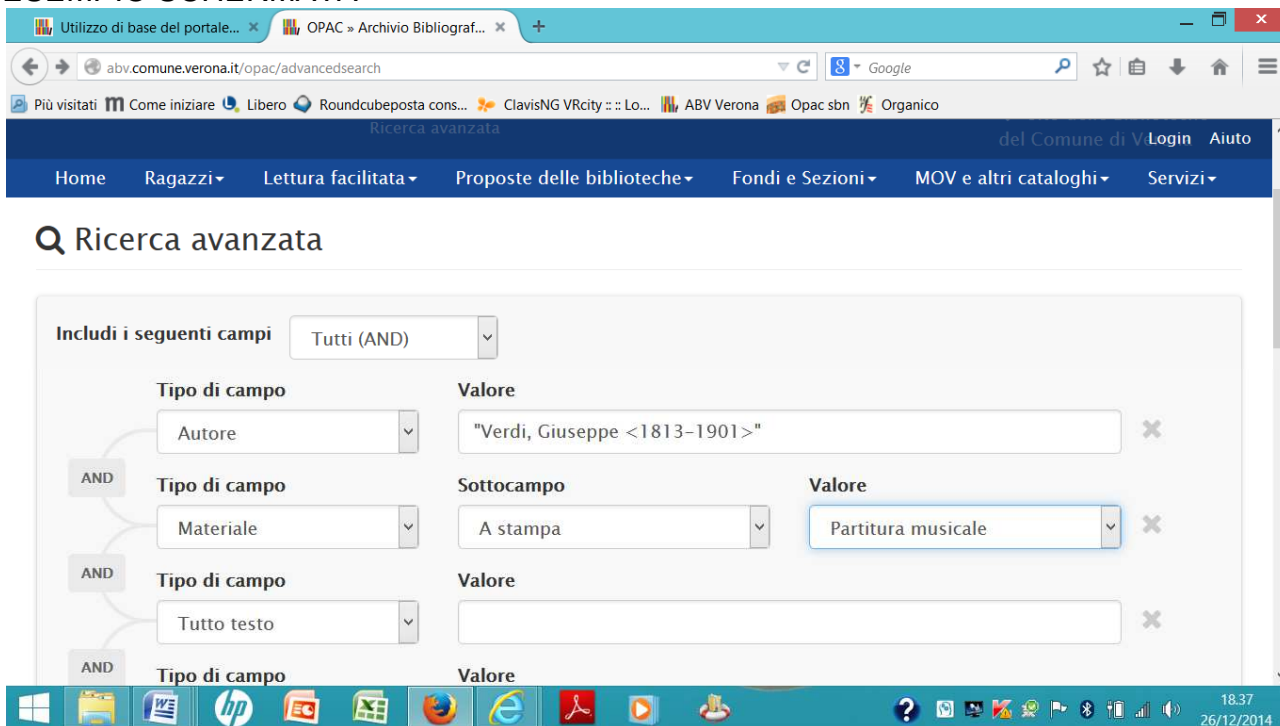 Utilizzo di base del portale... × OPAC » Archivio Bibliograf... × +
abv.comune.verona.it/opac/advancedsearch Google
Più visitati Come iniziare Libero Roundcubeposta cons... ClavisNG VRcity :: :: Lo... ABV Verona Opac sbn Organico
Ricerca avanzata
del Comune di Login Aiuto
Home Ragazzi Lettura facilitata Proposte delle biblioteche Fondi e Sezioni MOV e altri cataloghi Servizi
Ricerca avanzata
Includi i seguenti campi Tutti (AND)
Tipo di campo Valore
Autore "Verdi, Giuseppe <1813-1901>"
AND
Tipo di campo Sottocampo Valore
Materiale A stampa Partitura musicale
AND
Tipo di campo Valore
Tutto testo
AND
Tipo di campo Valore
18.37
26/12/2014